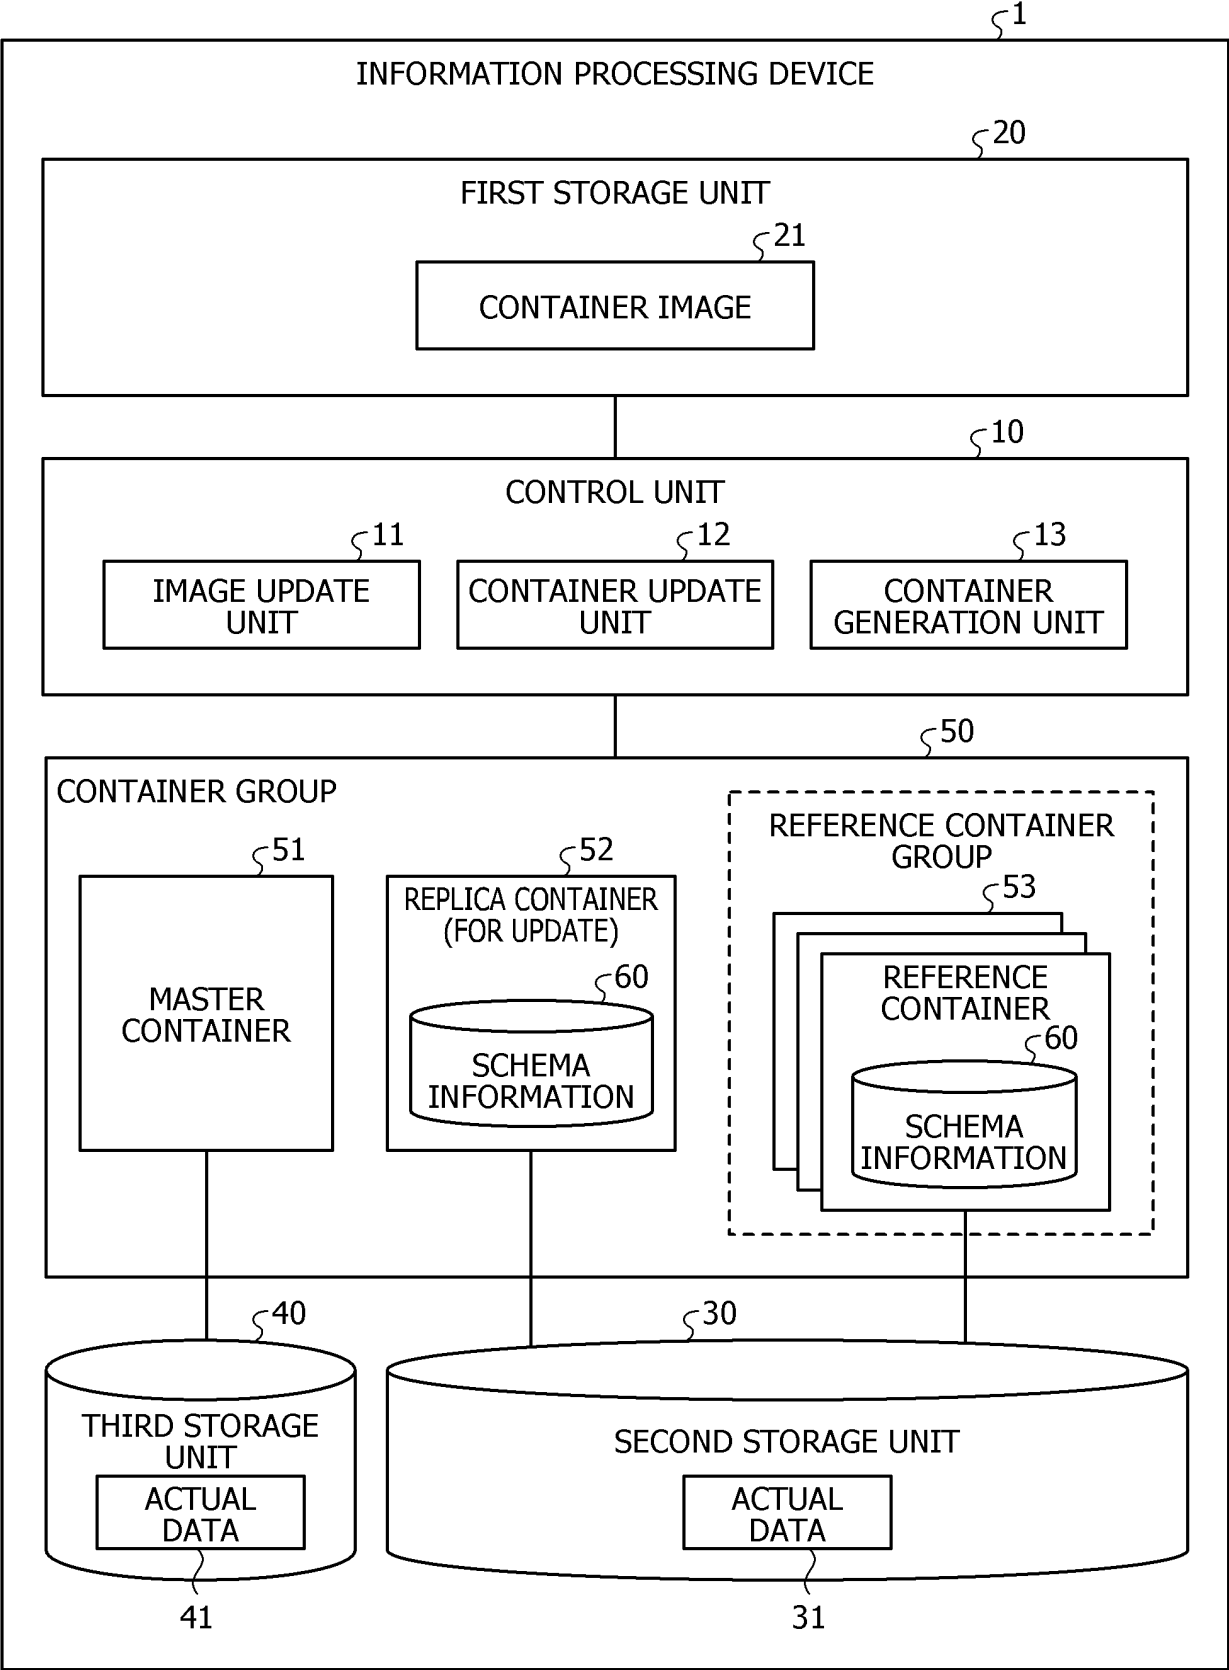 1
INFORMATION PROCESSING DEVICE
20
FIRST STORAGE UNIT
21
CONTAINER IMAGE
10
CONTROL UNIT
11
IMAGE UPDATE
UNIT
12
CONTAINER UPDATE
UNIT
13
CONTAINER
GENERATION UNIT
50
CONTAINER GROUP
51
MASTER
CONTAINER
52
REPLICA CONTAINER
(FOR UPDATE)
60
SCHEMA
INFORMATION
REFERENCE CONTAINER
GROUP
53
REFERENCE
CONTAINER
60
SCHEMA
INFORMATION
40
THIRD STORAGE
UNIT
ACTUAL
DATA
41
30
SECOND STORAGE UNIT
ACTUAL
DATA
31